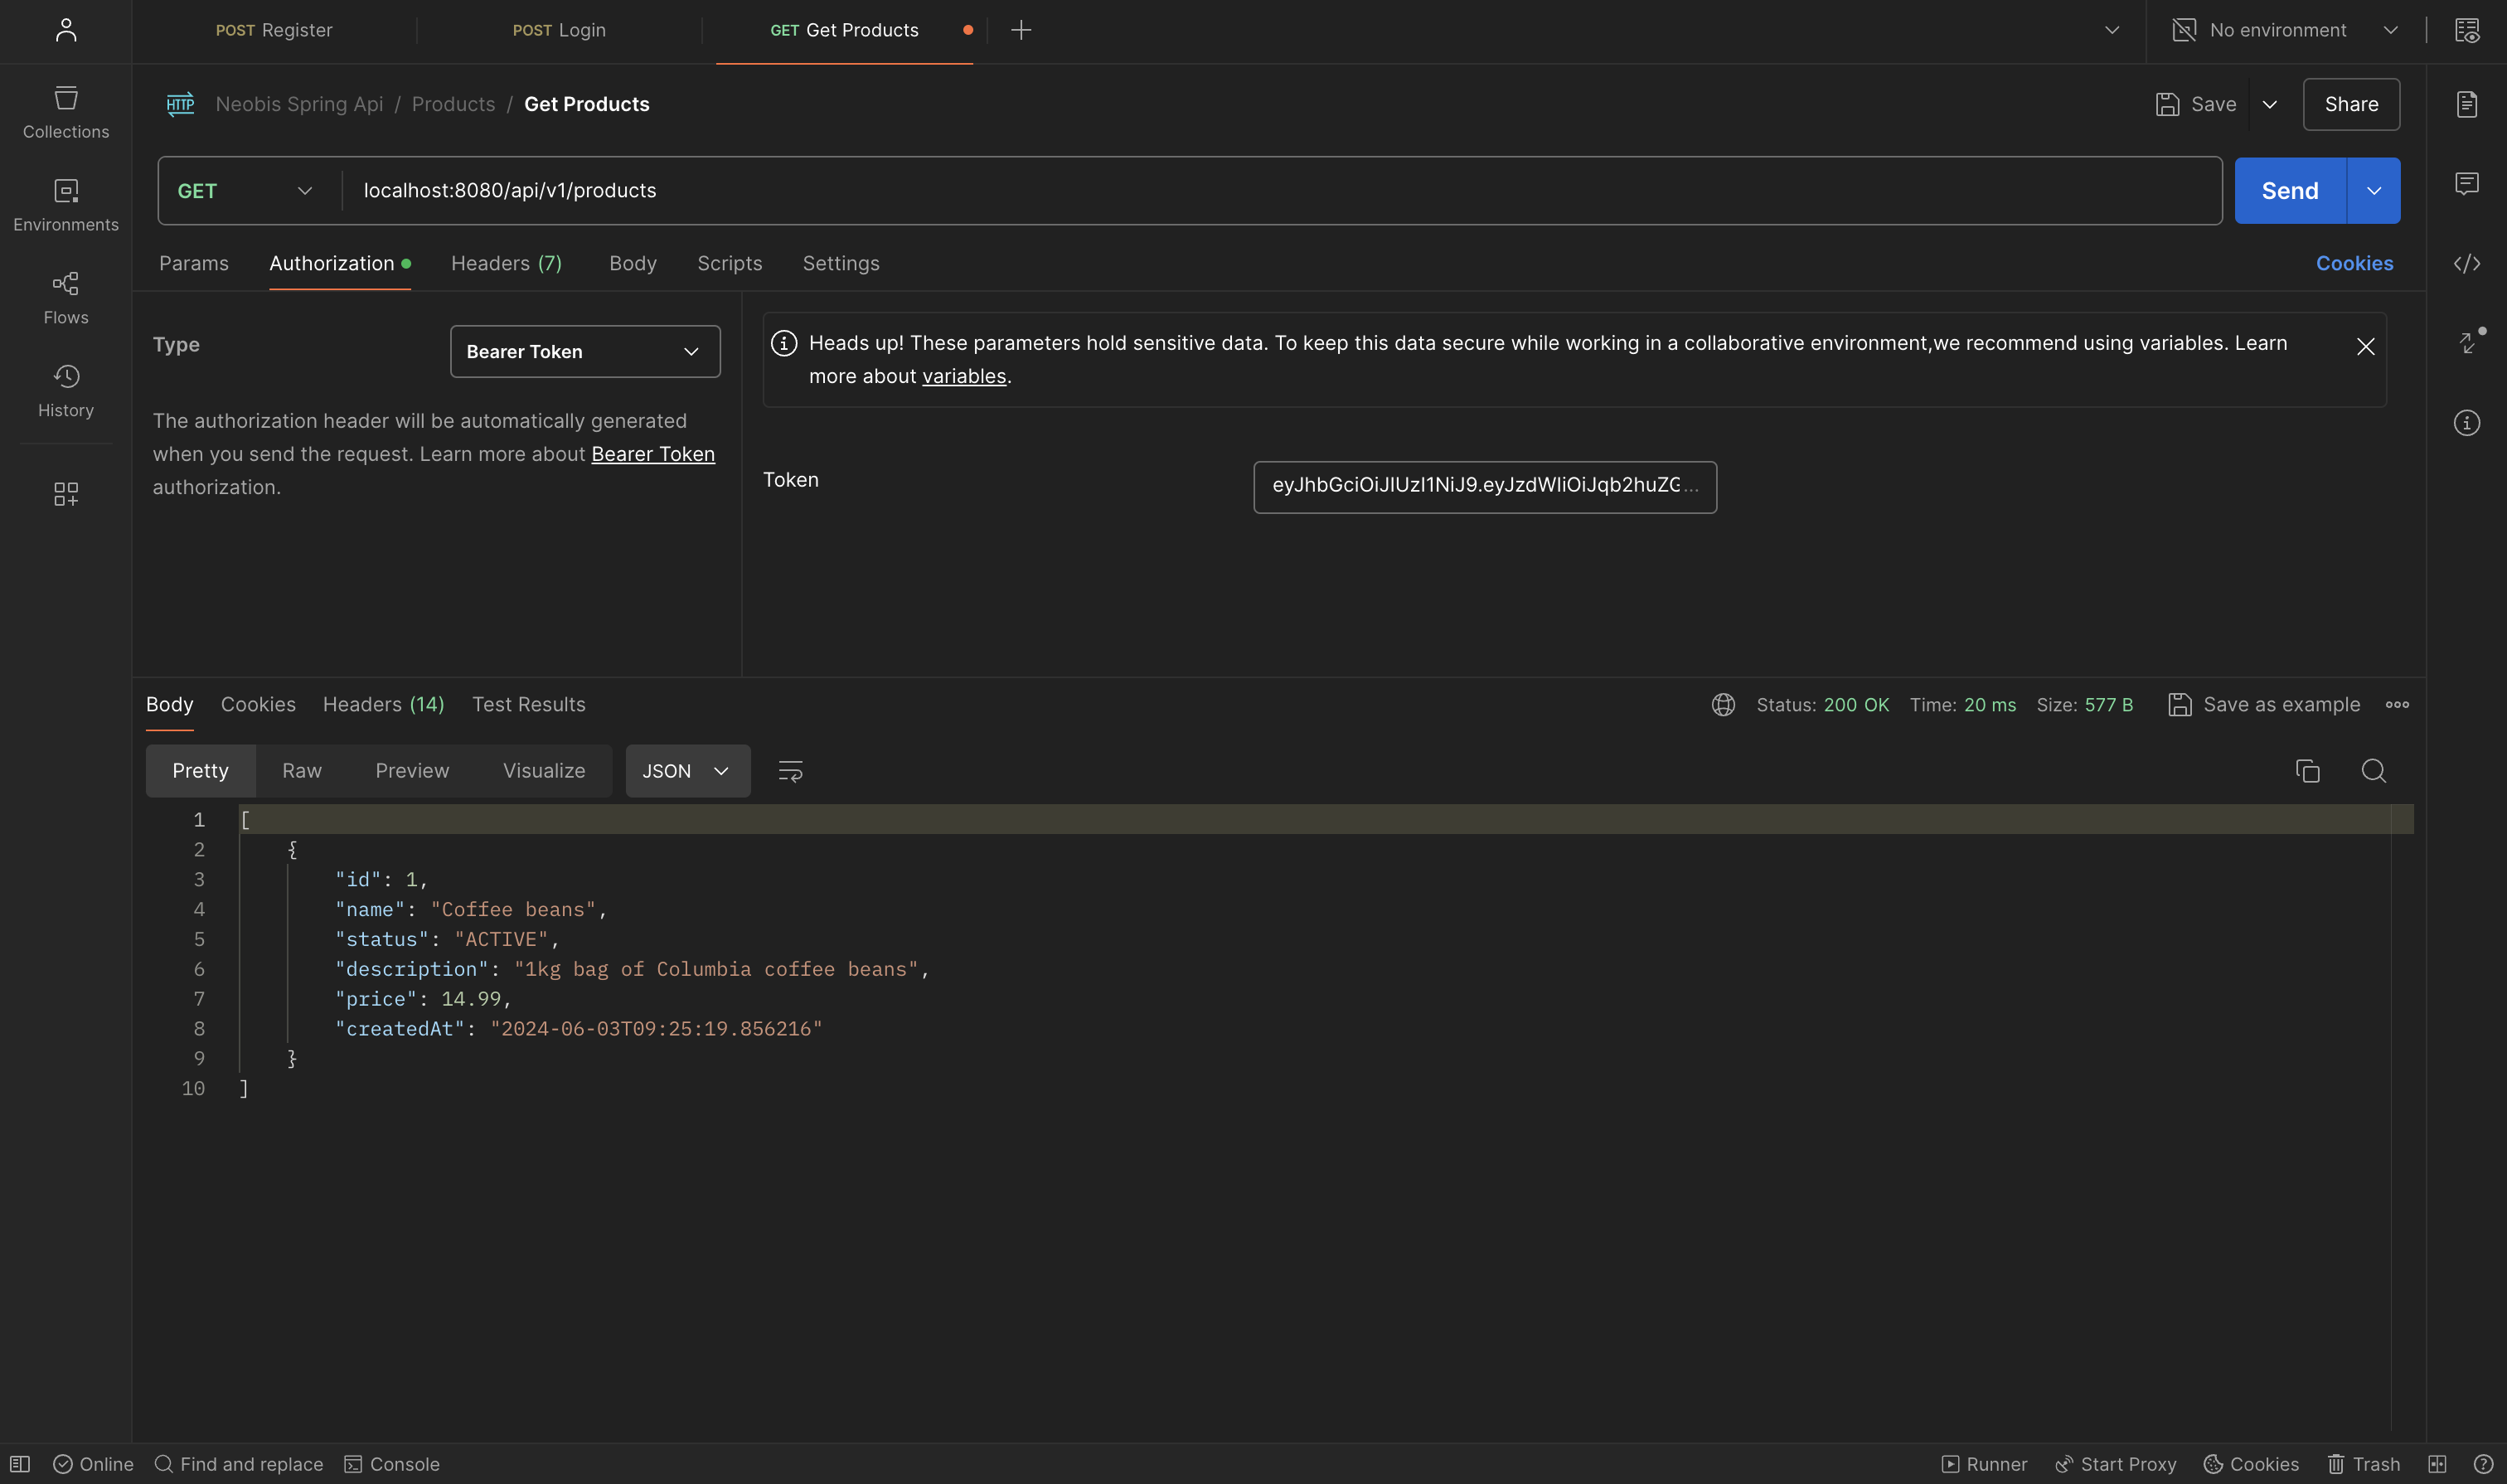 POST Register
POST Login
GET Get Products
No environment
HTTP Neobis Spring Api / Products / Get Products
Save
Share
Collections
Environments
Flows
History
GET
localhost:8080/api/v1/products
Send
Params
Authorization
Headers (7)
Body
Scripts
Settings
Cookies
Type
Bearer Token
The authorization header will be automatically generated
when you send the request. Learn more about Bearer Token
authorization.
Heads up! These parameters hold sensitive data. To keep this data secure while working in a collaborative environment,we recommend using variables. Learn
more about variables.
Token
eyJhbGciOiJIUzI1NiJ9.eyJzdWIiOiJqb2huZG...
Body
Cookies
Headers (14)
Test Results
Status: 200 OK
Time: 20 ms
Size: 577 B
Save as example
Pretty
Raw
Preview
Visualize
JSON
1 [
2 {
3 "id": 1,
4 "name": "Coffee beans",
5 "status": "ACTIVE",
6 "description": "1kg bag of Columbia coffee beans",
7 "price": 14.99,
8 "createdAt": "2024-06-03T09:25:19.856216"
9 }
10 ]
Online
Find and replace
Console
Runner
Start Proxy
Cookies
Trash